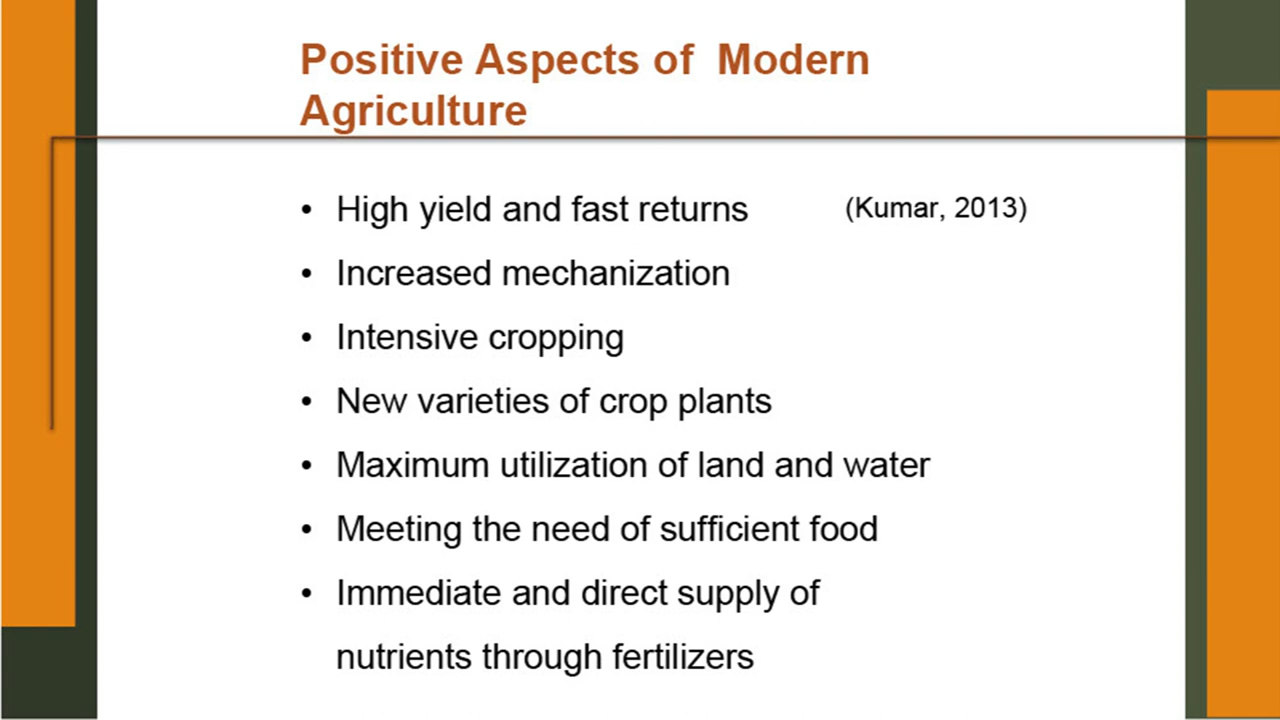 Positive Aspects of Modern
Agriculture
• High yield and fast returns (Kumar, 2013)
• Increased mechanization
• Intensive cropping
• New varieties of crop plants
• Maximum utilization of land and water
• Meeting the need of sufficient food
• Immediate and direct supply of
nutrients through fertilizers